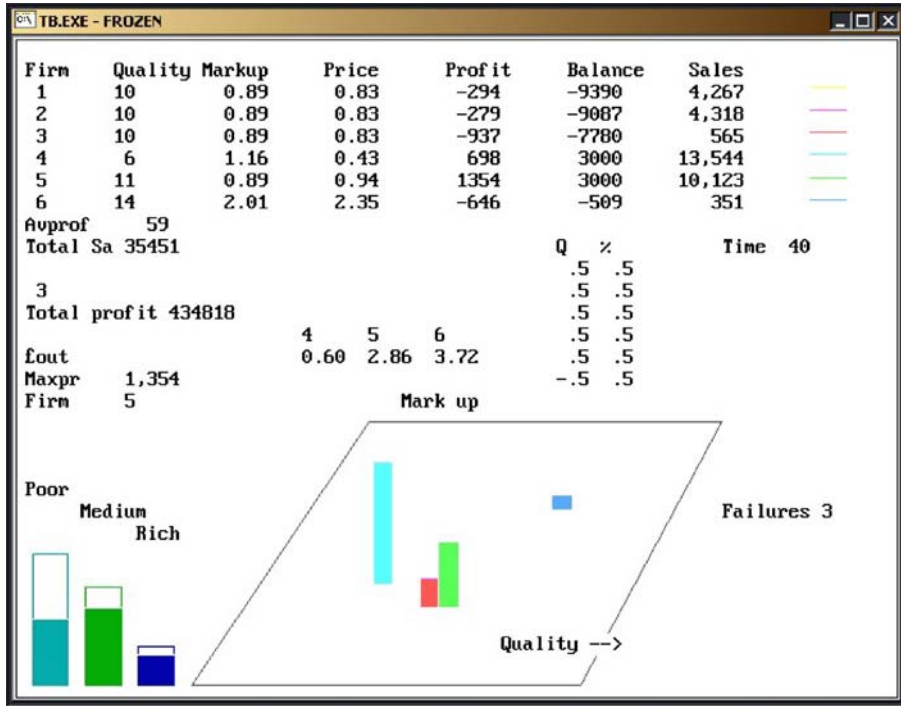 TB.EXE - FROZEN
Firm Quality Markup Price Profit Balance Sales
1 10 0.89 0.83 -294 -9390 4,267
2 10 0.89 0.83 -279 -9087 4,318
3 10 0.89 0.83 -937 -7780 565
4 6 1.16 0.43 698 3000 13,544
5 11 0.89 0.94 1354 3000 10,123
6 14 2.01 2.35 -646 -509 351
Avprof 59
Total Sa 35451 Q % Time 40
.5 .5
3 .5 .5
Total profit 434818 .5 .5
4 5 6 .5 .5
£out 0.60 2.86 3.72 .5 .5
Maxpr 1,354 -.5 .5
Firm 5 Mark up
Poor
Medium Failures 3
Rich
Quality -->